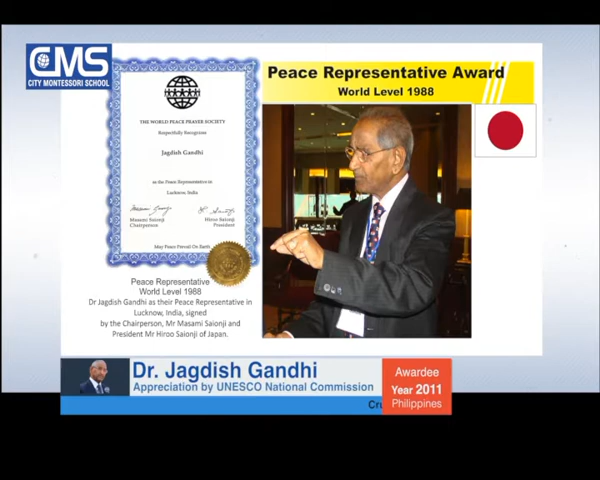 CMS
CITY MONTESSORI SCHOOL
Peace Representative Award
World Level 1988
THE WORLD PEACE PRAYER SOCIETY
Respectfully Recognizes
Jagdish Gandhi
as the Peace Representative in
Lucknow, India
Masami Saionji
Chairperson
Hiroo Saionji
President
May Peace Prevail On Earth
Peace Representative
World Level 1988
Dr Jagdish Gandhi as their Peace Representative in
Lucknow, India, signed
by the Chairperson, Mr Masami Saionji and
President Mr Hiroo Saionji of Japan.
Dr. Jagdish Gandhi
Appreciation by UNESCO National Commission
Awardee
Year 2011
Philippines